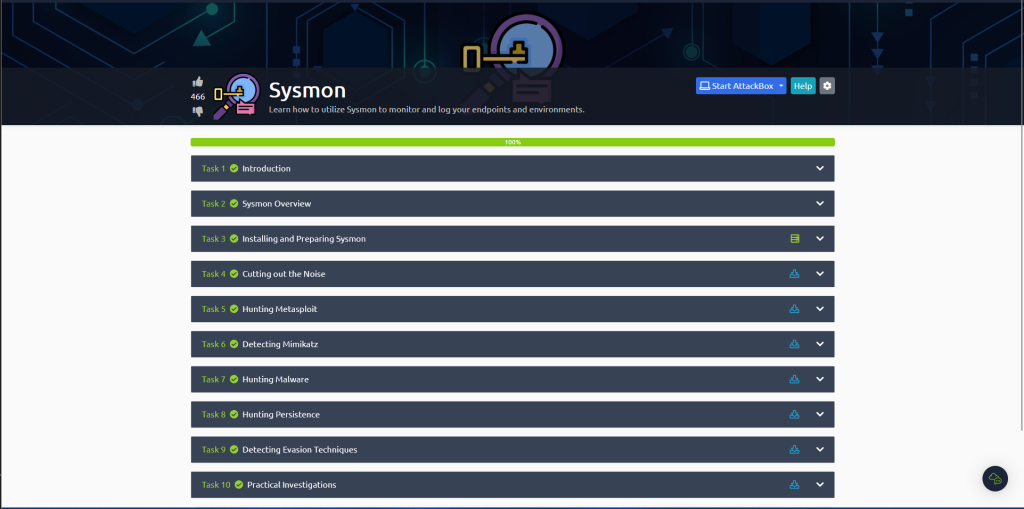 466
Sysmon
Learn how to utilize Sysmon to monitor and log your endpoints and environments.
Start AttackBox
Help
100%
Task 1 Introduction
Task 2 Sysmon Overview
Task 3 Installing and Preparing Sysmon
Task 4 Cutting out the Noise
Task 5 Hunting Metasploit
Task 6 Detecting Mimikatz
Task 7 Hunting Malware
Task 8 Hunting Persistence
Task 9 Detecting Evasion Techniques
Task 10 Practical Investigations